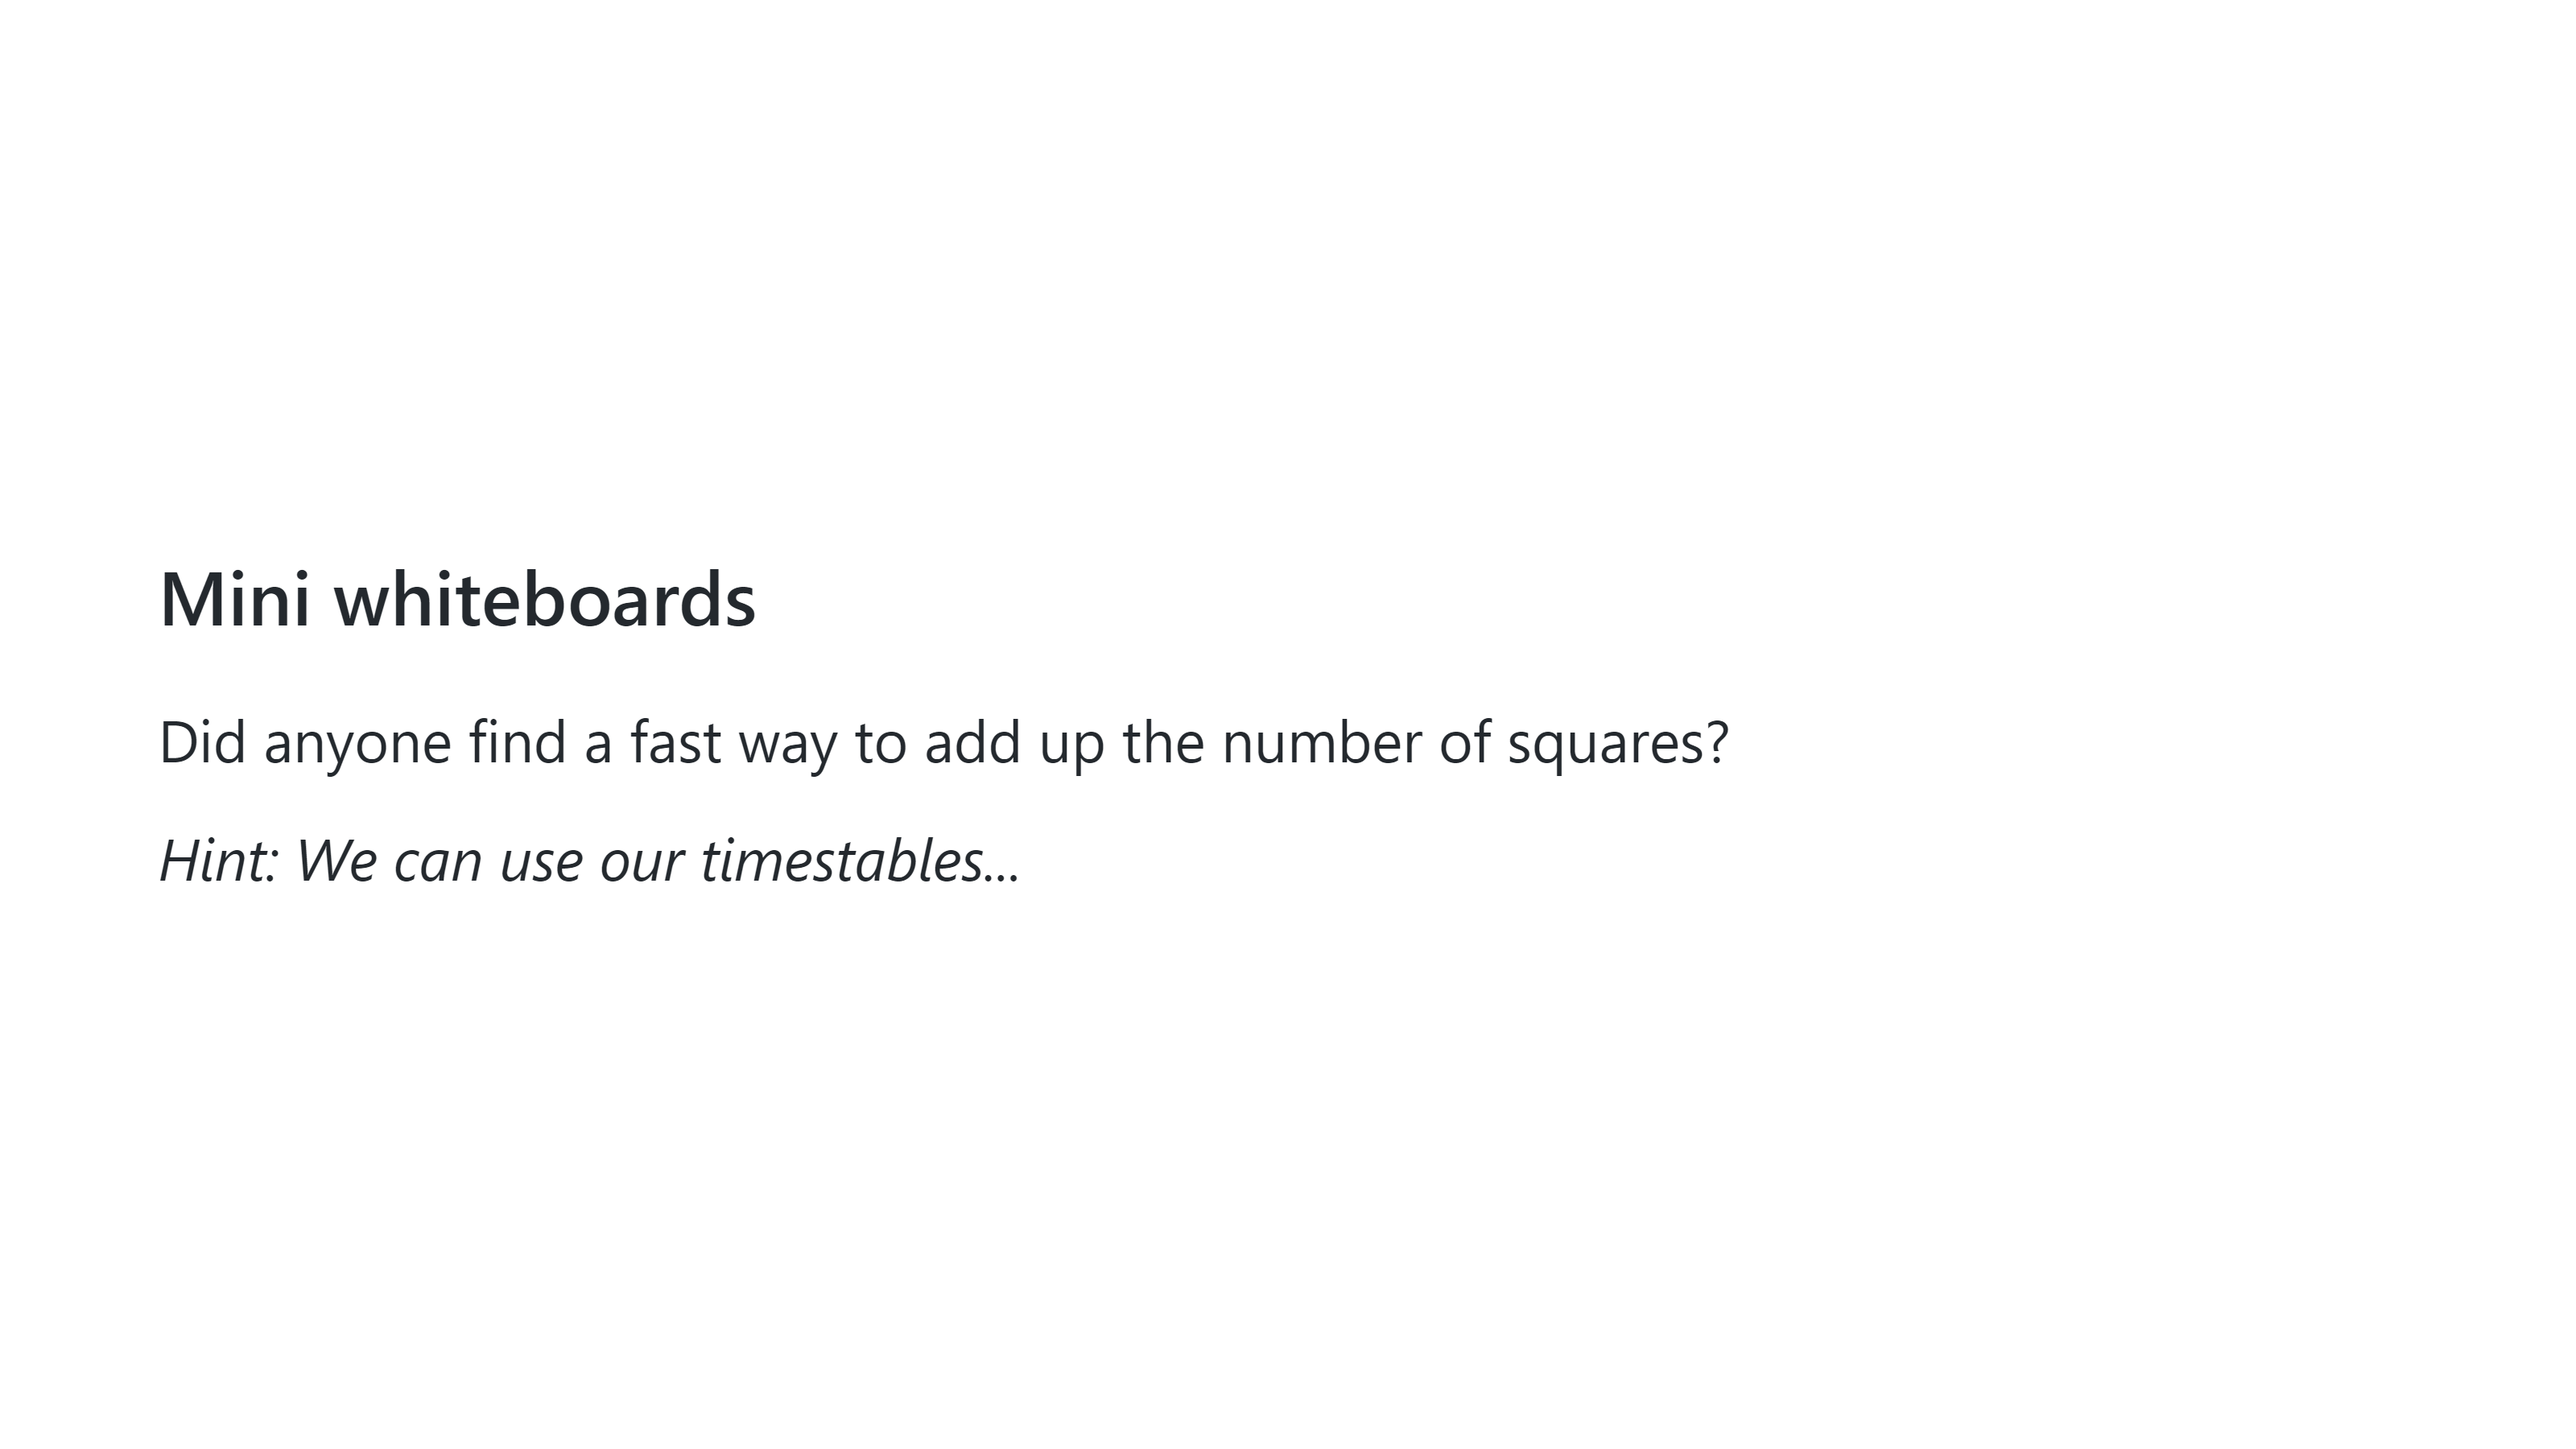 Mini whiteboards
Did anyone find a fast way to add up the number of squares?
Hint: We can use our timestables...